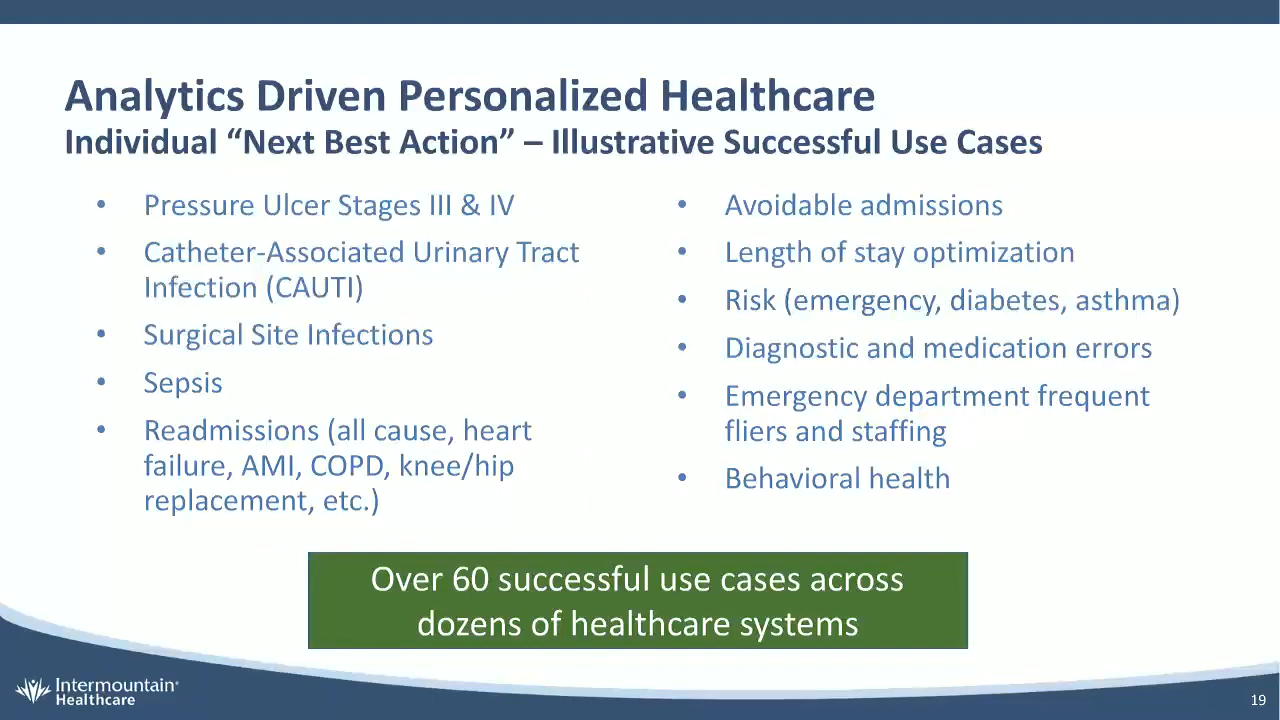 Analytics Driven Personalized Healthcare
Individual “Next Best Action” – Illustrative Successful Use Cases
• Pressure Ulcer Stages III & IV
• Catheter-Associated Urinary Tract
Infection (CAUTI)
• Surgical Site Infections
• Sepsis
• Readmissions (all cause, heart
failure, AMI, COPD, knee/hip
replacement, etc.)
• Avoidable admissions
• Length of stay optimization
• Risk (emergency, diabetes, asthma)
• Diagnostic and medication errors
• Emergency department frequent
fliers and staffing
• Behavioral health
Over 60 successful use cases across
dozens of healthcare systems
Intermountain
Healthcare
19